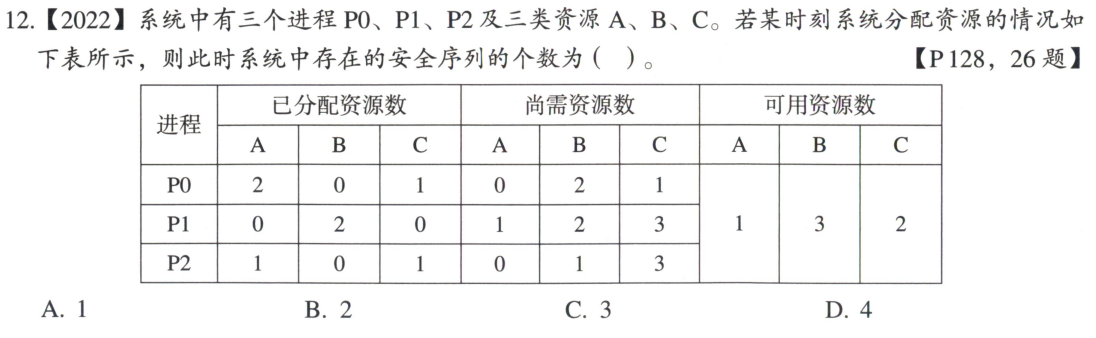 12.【2022】系统中有三个进程 P0、P1、P2 及三类资源 A、B、C。若某时刻系统分配资源的情况如
下表所示，则此时系统中存在的安全序列的个数为（ ）。 【P128，26 题】
进程 已分配资源数 尚需资源数 可用资源数
A B C A B C A B C
P0 2 0 1 0 2 1
P1 0 2 0 1 2 3 1 3 2
P2 1 0 1 0 1 3
A. 1 B. 2 C. 3 D. 4